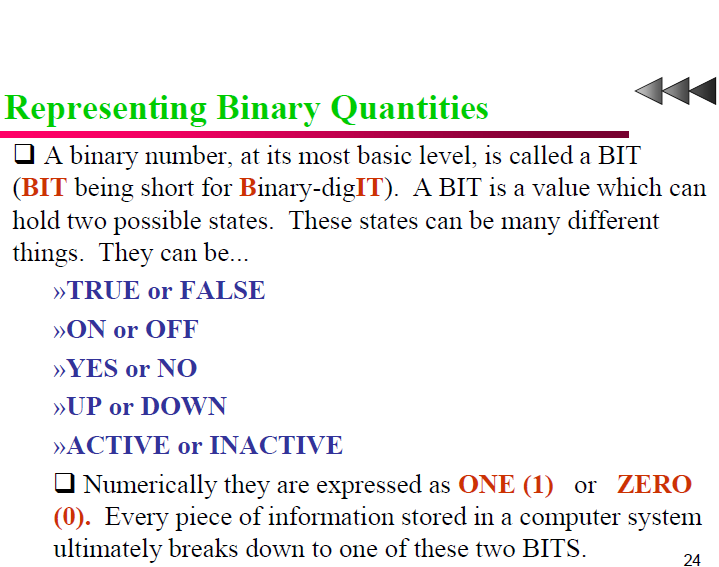 Representing Binary Quantities
❑ A binary number, at its most basic level, is called a BIT
(BIT being short for Binary-digIT).  A BIT is a value which can
hold two possible states.  These states can be many different
things.  They can be...
»TRUE or FALSE
»ON or OFF
»YES or NO
»UP or DOWN
»ACTIVE or INACTIVE
❑ Numerically they are expressed as ONE (1)   or   ZERO
(0).  Every piece of information stored in a computer system
ultimately breaks down to one of these two BITS.
24